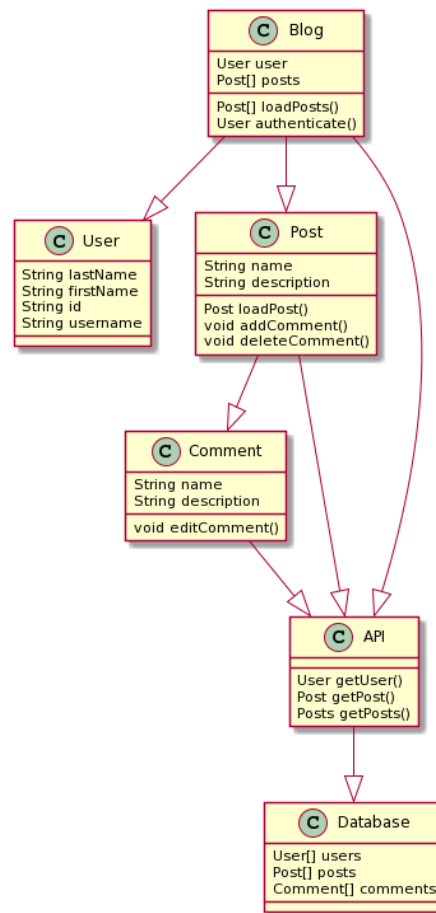 C Blog
User user
Post[] posts
Post[] loadPosts()
User authenticate()
C User
String lastName
String firstName
String id
String username
C Post
String name
String description
Post loadPost()
void addComment()
void deleteComment()
C Comment
String name
String description
void editComment()
C API
User getUser()
Post getPost()
Posts getPosts()
C Database
User[] users
Post[] posts
Comment[] comments